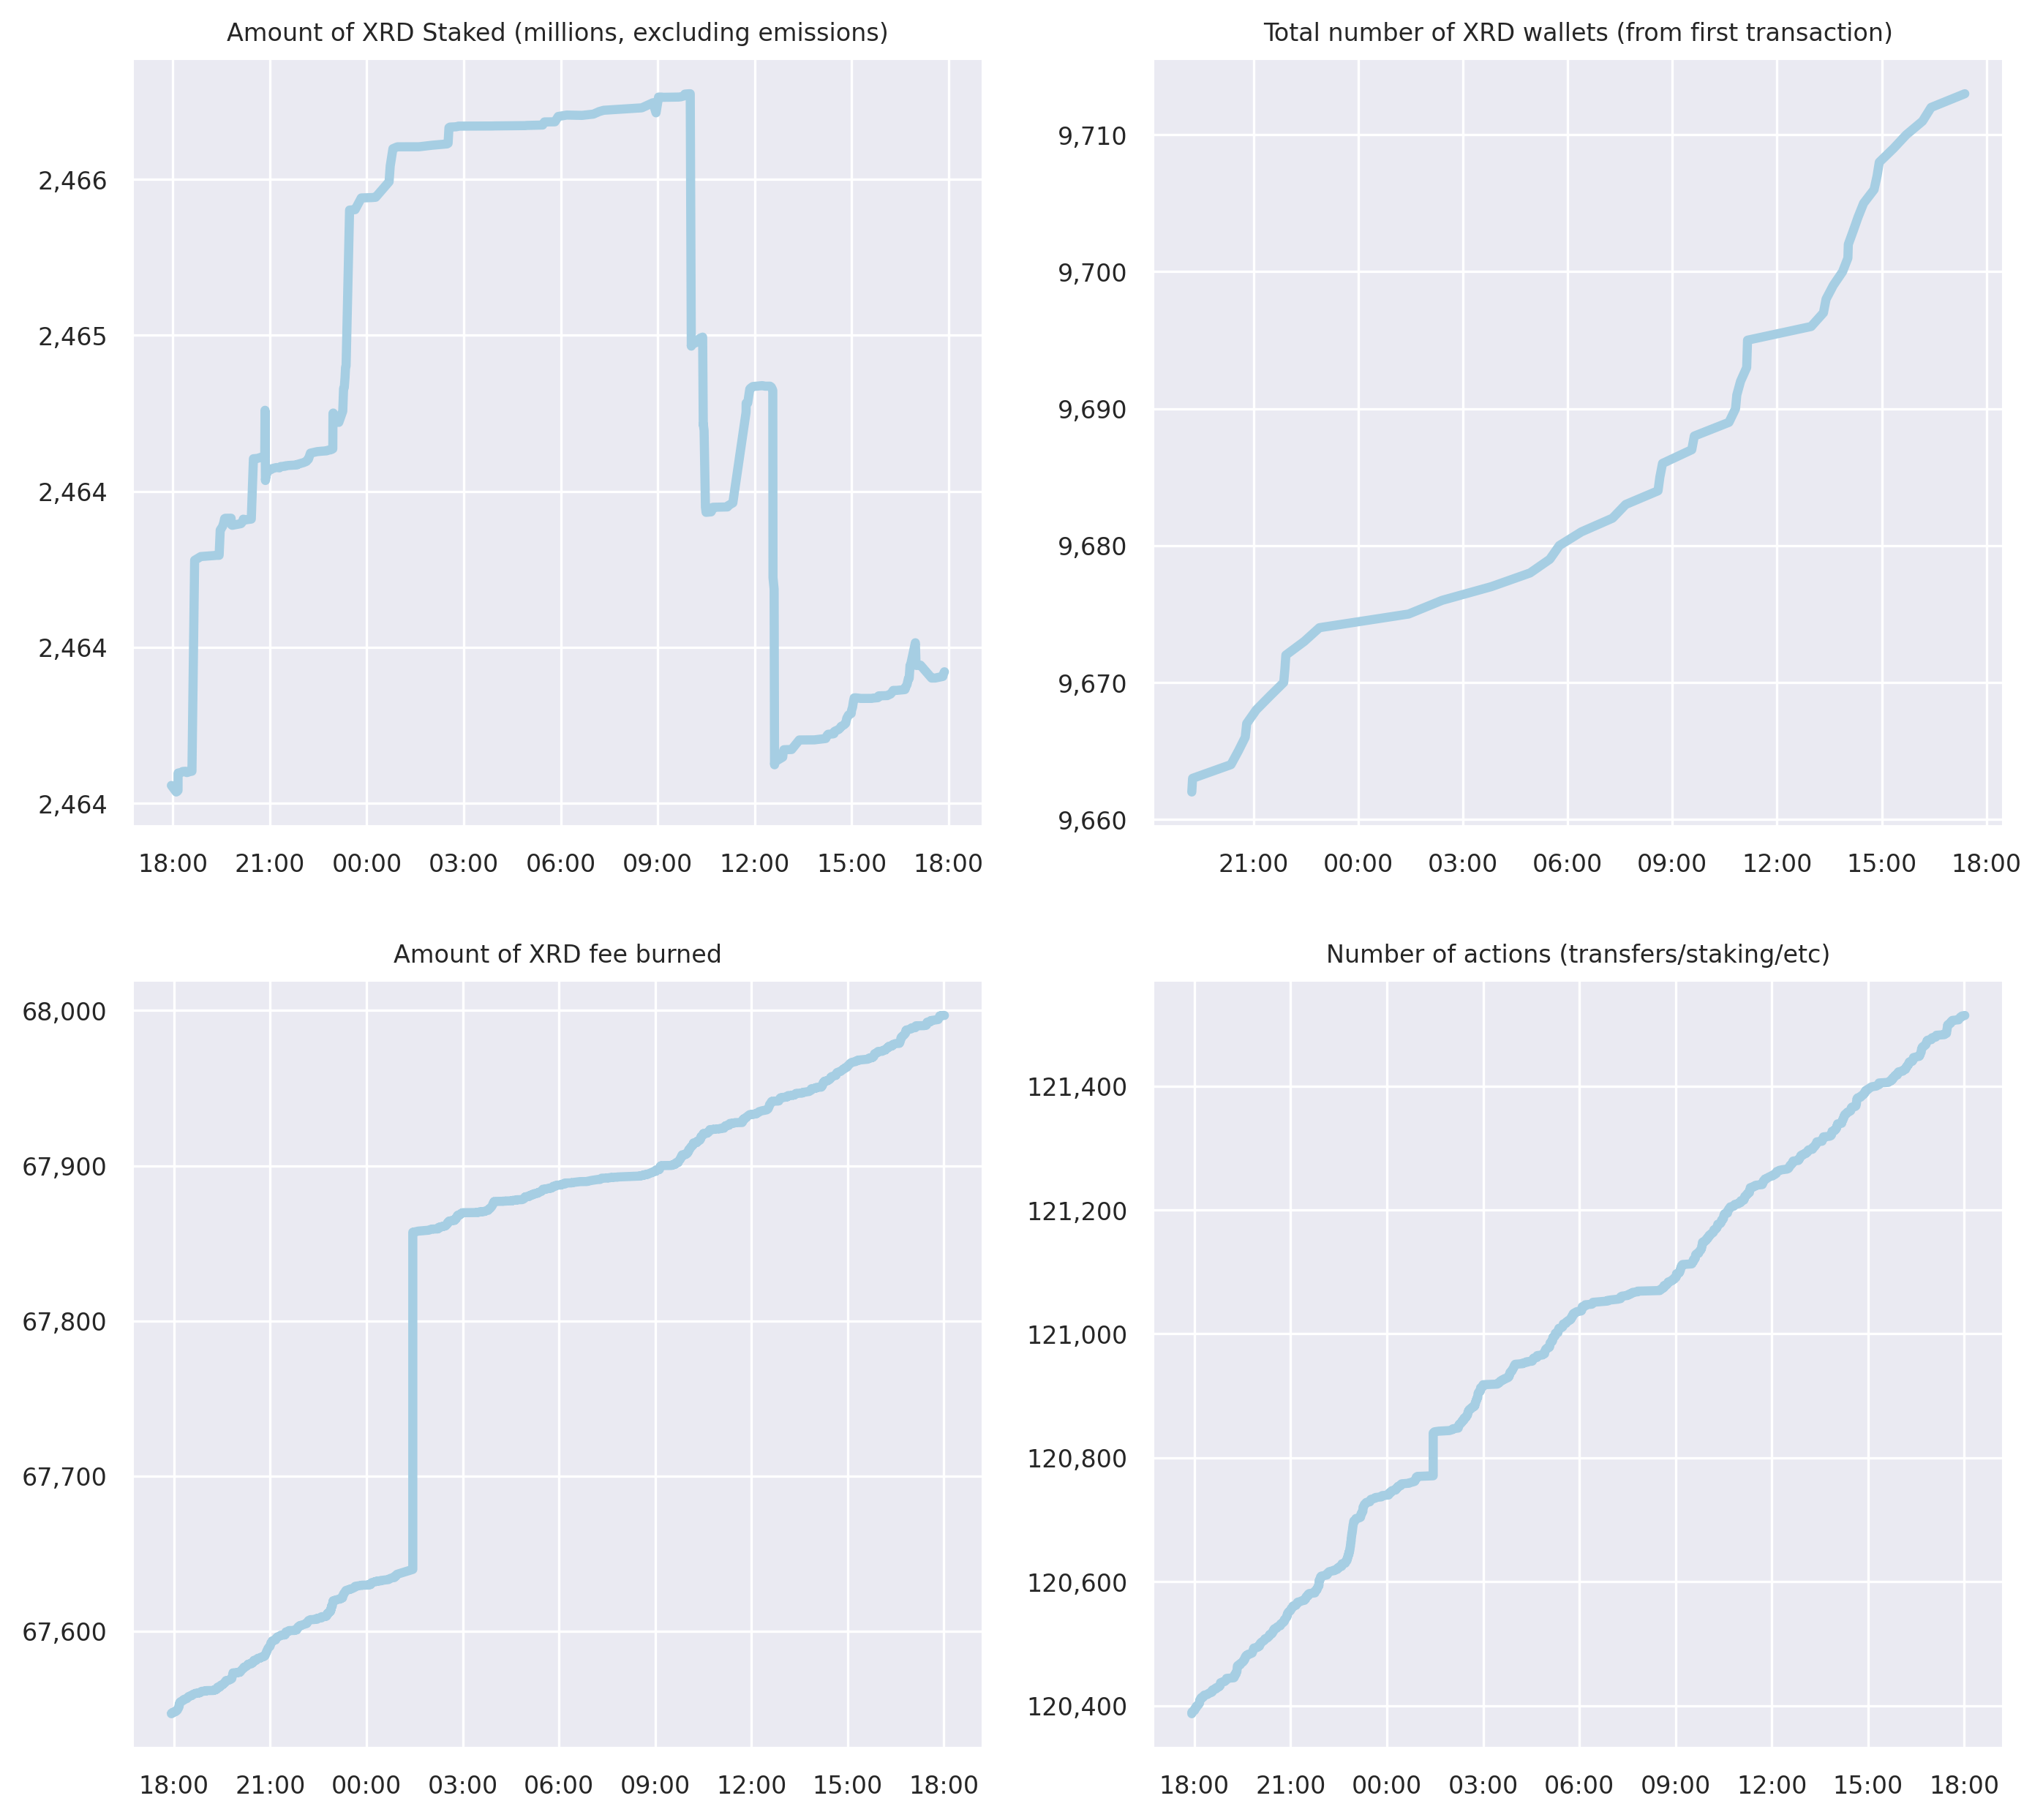 Amount of XRD Staked (millions, excluding emissions)
2,466
2,465
2,464
2,464
2,464
18:00 21:00 00:00 03:00 06:00 09:00 12:00 15:00 18:00
Total number of XRD wallets (from first transaction)
9,710
9,700
9,690
9,680
9,670
9,660
21:00 00:00 03:00 06:00 09:00 12:00 15:00 18:00
Amount of XRD fee burned
68,000
67,900
67,800
67,700
67,600
18:00 21:00 00:00 03:00 06:00 09:00 12:00 15:00 18:00
Number of actions (transfers/staking/etc)
121,400
121,200
121,000
120,800
120,600
120,400
18:00 21:00 00:00 03:00 06:00 09:00 12:00 15:00 18:00